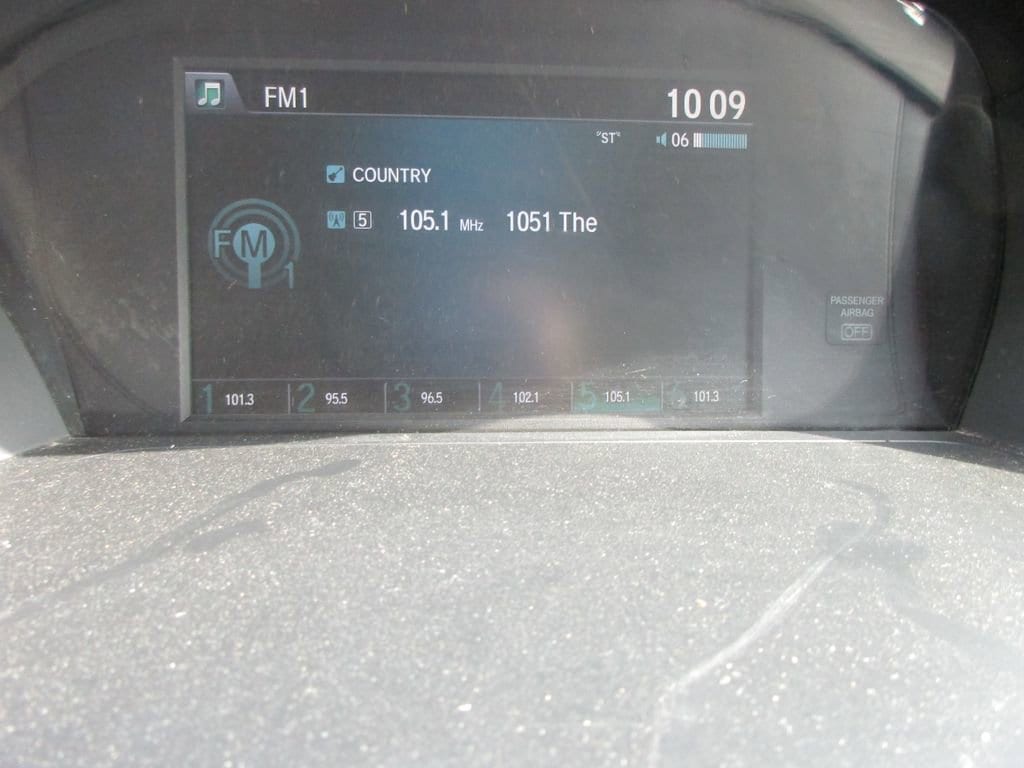 FM1 10 09
"ST" 06
COUNTRY
5 105.1 MHz 1051 The
FM 1
PASSENGER
AIRBAG
OFF
1 101.3 2 95.5 3 96.5 4 102.1 5 105.1 6 101.3